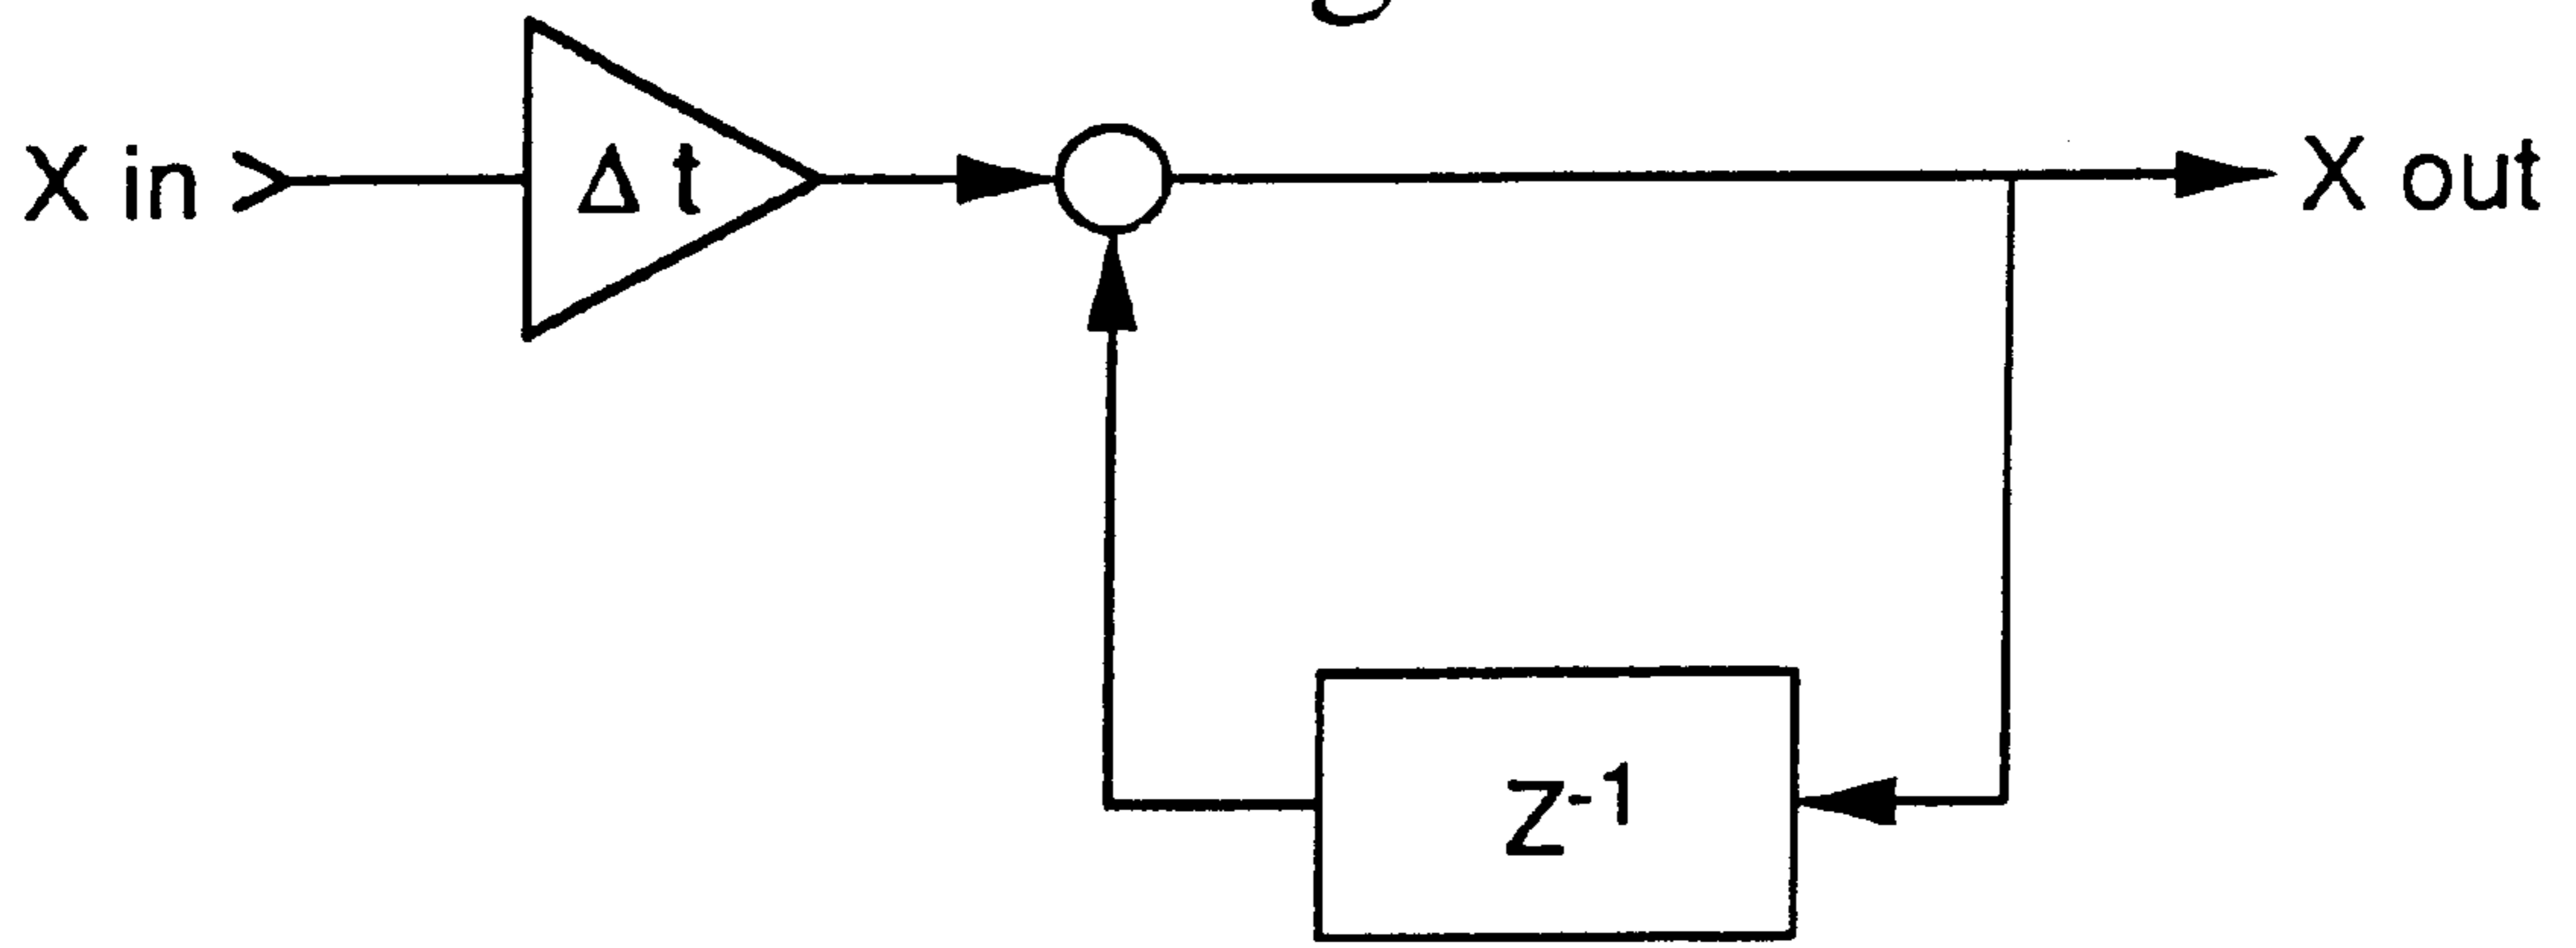 X in
Δ t
X out
Z-1